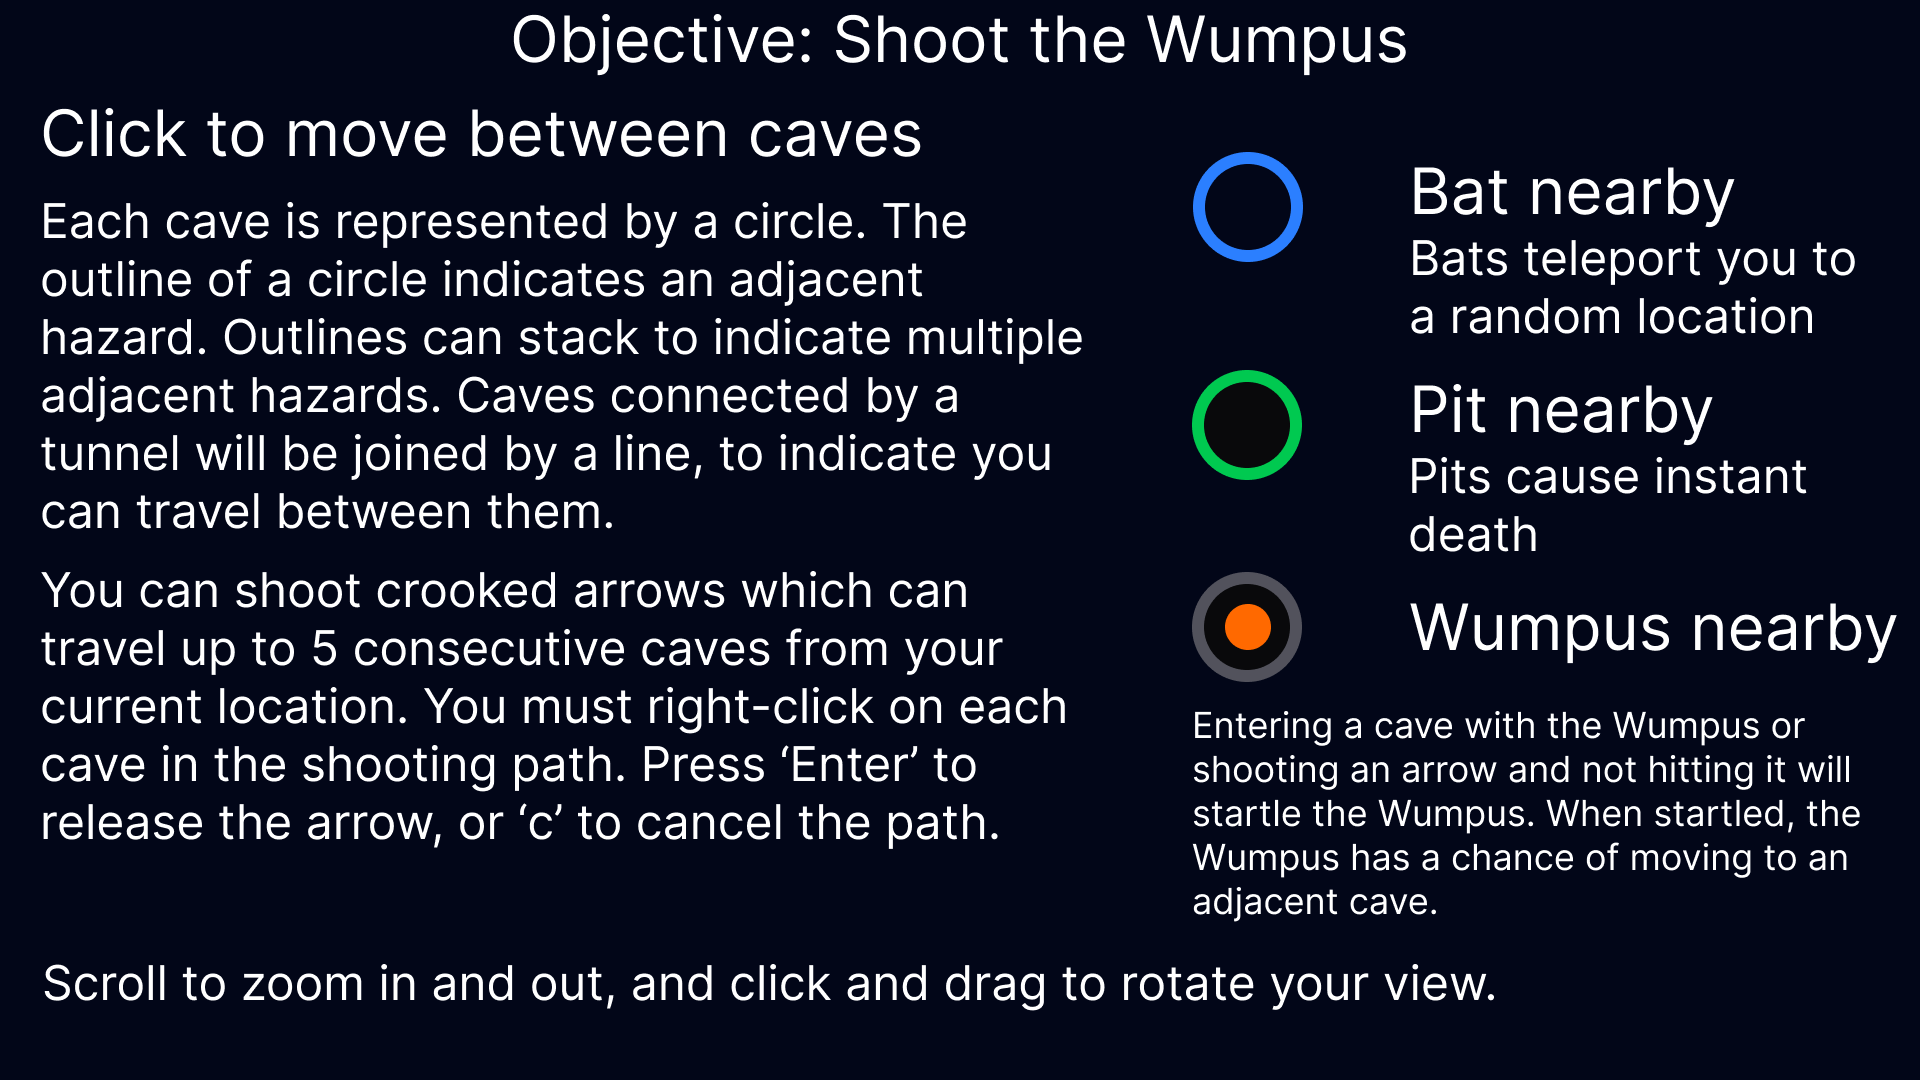 Objective: Shoot the Wumpus
Click to move between caves
Each cave is represented by a circle. The
outline of a circle indicates an adjacent
hazard. Outlines can stack to indicate multiple
adjacent hazards. Caves connected by a
tunnel will be joined by a line, to indicate you
can travel between them.
You can shoot crooked arrows which can
travel up to 5 consecutive caves from your
current location. You must right-click on each
cave in the shooting path. Press ‘Enter’ to
release the arrow, or ‘c’ to cancel the path.
Bat nearby
Bats teleport you to
a random location
Pit nearby
Pits cause instant
death
Wumpus nearby
Entering a cave with the Wumpus or
shooting an arrow and not hitting it will
startle the Wumpus. When startled, the
Wumpus has a chance of moving to an
adjacent cave.
Scroll to zoom in and out, and click and drag to rotate your view.